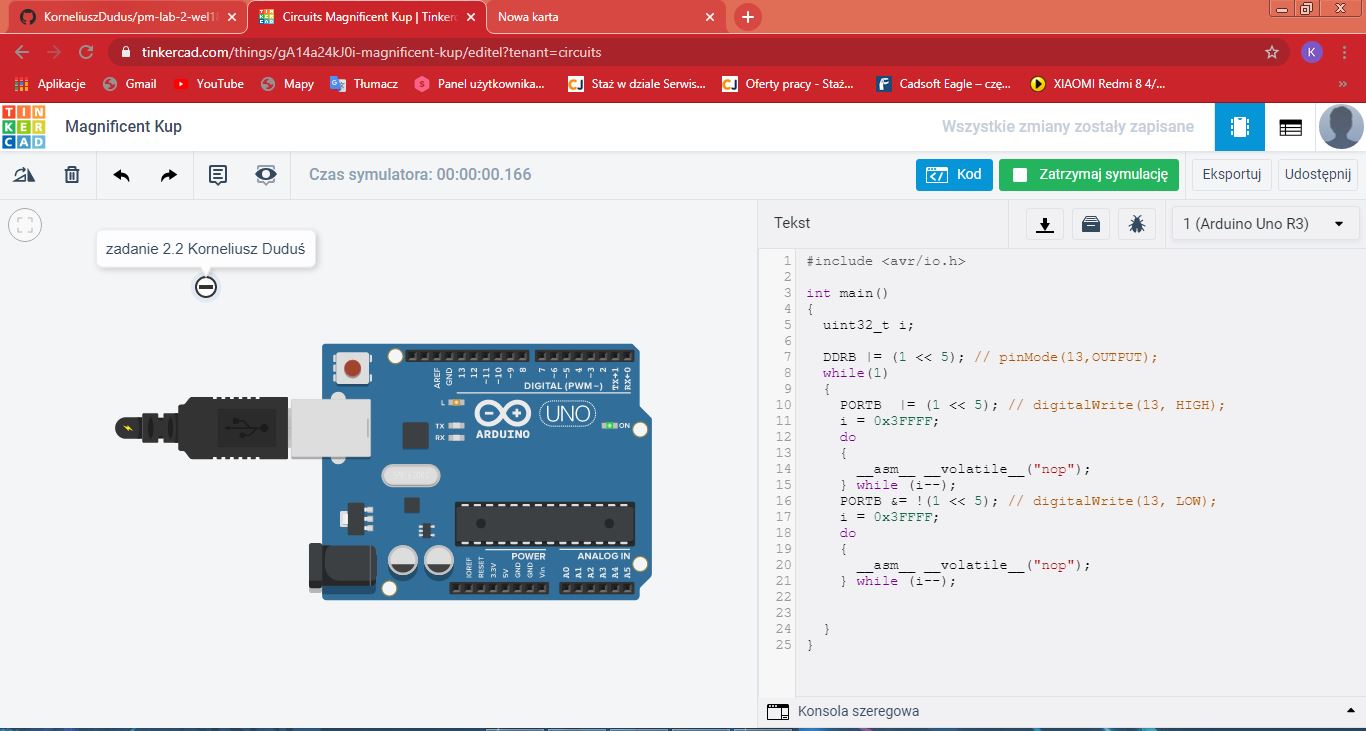 KorneliuszDudus/pm-lab-2-wel18
Circuits Magnificent Kup | Tinkerc
Nowa karta
tinkercad.com/things/gA14a24kJ0i-magnificent-kup/editel?tenant=circuits
K
Aplikacje
Gmail
YouTube
Mapy
Tłumacz
Panel użytkownika...
Staż w dziale Serwis...
Oferty pracy - Staż...
Cadsoft Eagle – czę...
XIAOMI Redmi 8 4/...
TIN
KER
CAD
Magnificent Kup
Wszystkie zmiany zostały zapisane
Czas symulatora: 00:00:00.166
Kod
Zatrzymaj symulację
Eksportuj
Udostępnij
zadanie 2.2 Korneliusz Duduś
AREF
GND
13
12
~11
~10
~9
8
7
~6
~5
4
~3
2
TX→1
RX←0
DIGITAL (PWM~)
L
TX
RX
ARDUINO
UNO
ON
POWER
ANALOG IN
IOREF
RESET
3.3V
5V
GND
GND
Vin
A0
A1
A2
A3
A4
A5
Tekst
1 (Arduino Uno R3)
1 #include <avr/io.h>
2
3 int main()
4 {
5 uint32_t i;
6
7 DDRB |= (1 << 5); // pinMode(13,OUTPUT);
8 while(1)
9 {
10 PORTB |= (1 << 5); // digitalWrite(13, HIGH);
11 i = 0x3FFFF;
12 do
13 {
14 __asm__ __volatile__("nop");
15 } while (i--);
16 PORTB &= !(1 << 5); // digitalWrite(13, LOW);
17 i = 0x3FFFF;
18 do
19 {
20 __asm__ __volatile__("nop");
21 } while (i--);
22
23
24 }
25 }
Konsola szeregowa